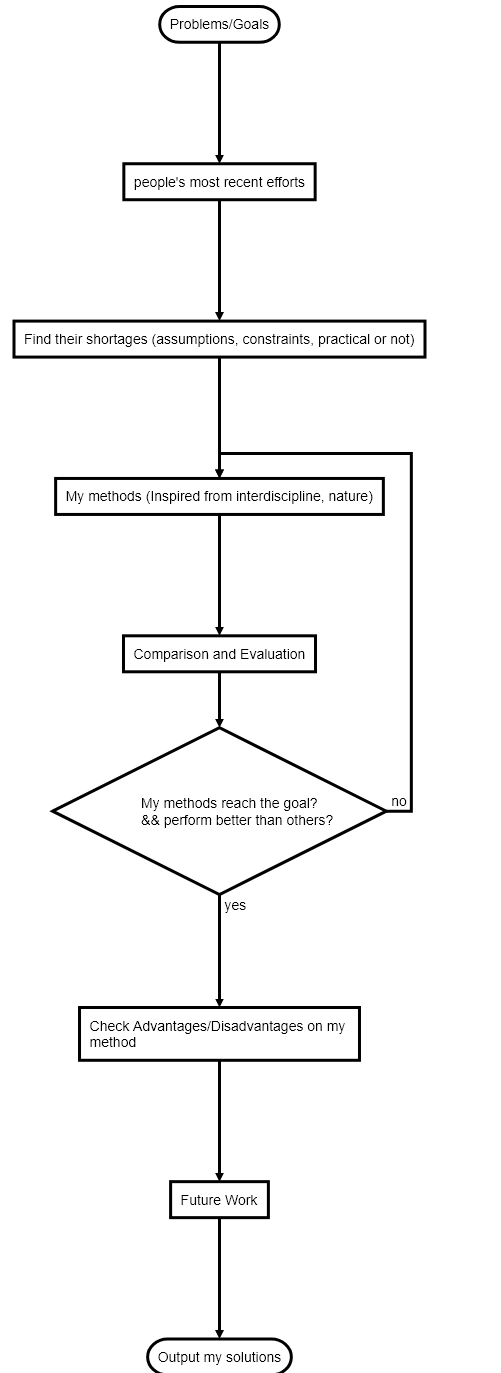 Problems/Goals
people's most recent efforts
Find their shortages (assumptions, constraints, practical or not)
My methods (Inspired from interdiscipline, nature)
Comparison and Evaluation
My methods reach the goal?
&& perform better than others?
no
yes
Check Advantages/Disadvantages on my
method
Future Work
Output my solutions